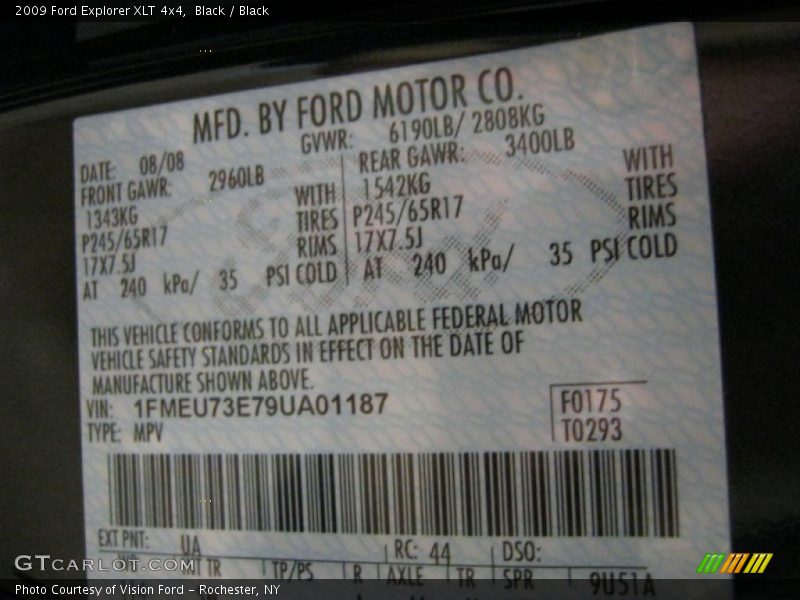 2009 Ford Explorer XLT 4x4, Black / Black
MFD. BY FORD MOTOR CO.
DATE: 08/08 GVWR: 6190LB/ 2808KG
FRONT GAWR: 2960LB REAR GAWR: 3400LB
1343KG WITH 1542KG WITH
P245/65R17 TIRES P245/65R17 TIRES
17X7.5J RIMS 17X7.5J RIMS
AT 240 kPa/ 35 PSI COLD AT 240 kPa/ 35 PSI COLD
THIS VEHICLE CONFORMS TO ALL APPLICABLE FEDERAL MOTOR
VEHICLE SAFETY STANDARDS IN EFFECT ON THE DATE OF
MANUFACTURE SHOWN ABOVE.
VIN: 1FMEU73E79UA01187 F0175
TYPE: MPV T0293
EXT PNT: UA RC: 44 DSO:
INT TR TP/PS R AXLE TR SPR 9U51A
GTcarlot.com
Photo Courtesy of Vision Ford - Rochester, NY